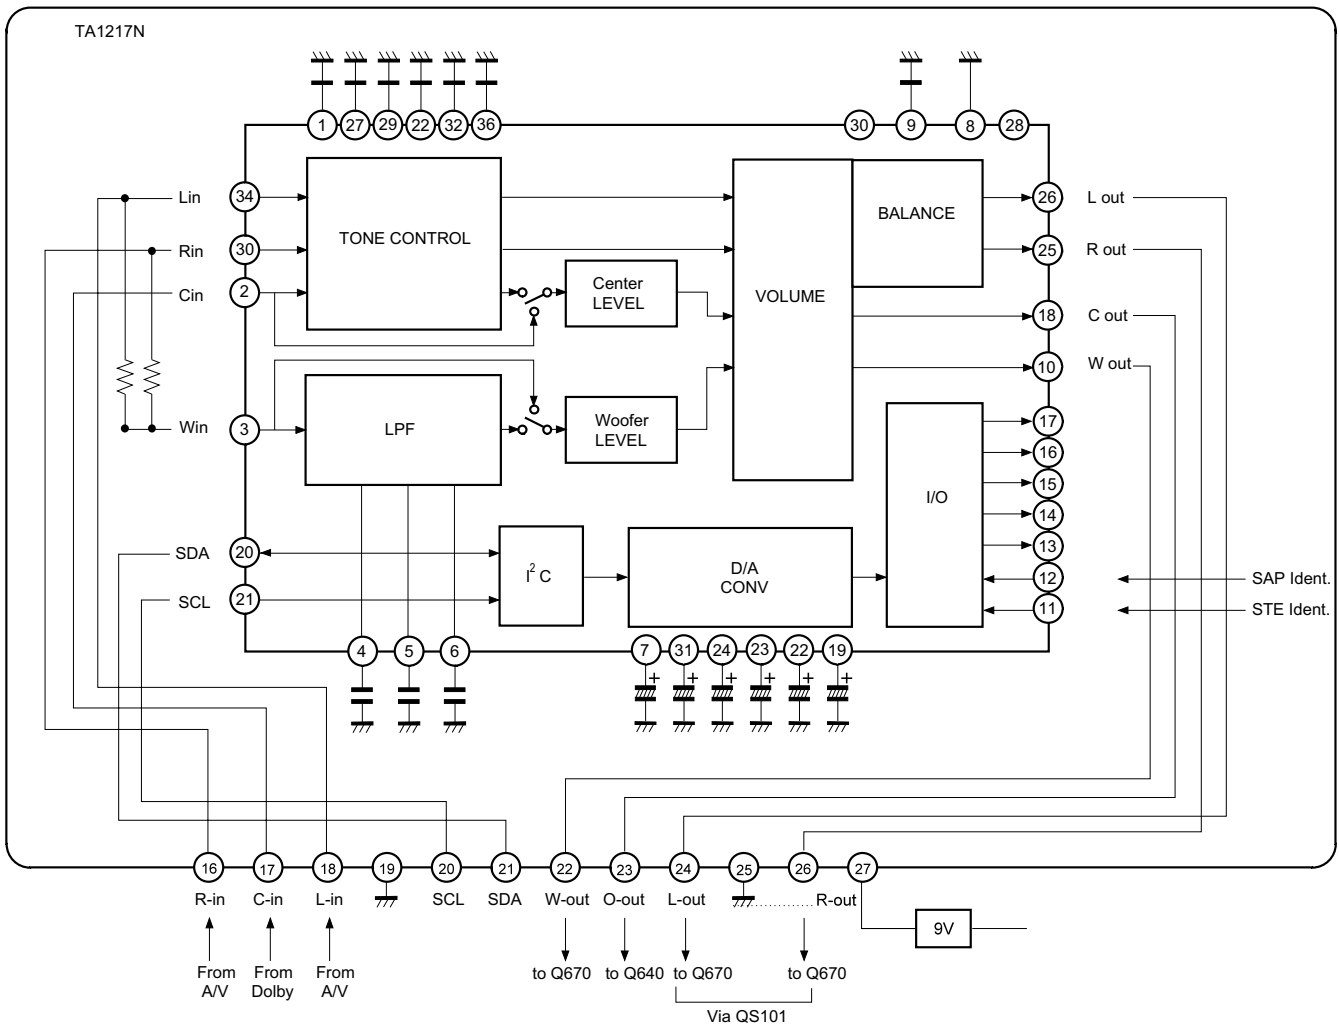 TA1217N
1 27 29 22 32 36 30 9 8 28
Lin 34 TONE CONTROL VOLUME BALANCE 26 L out
Rin 30 25 R out
Cin 2 Center
LEVEL 18 C out
10 W out
Win 3 LPF Woofer
LEVEL I/O 17
16
15
14
13
SDA 20 I2 C D/A
CONV 12 SAP Ident.
SCL 21 11 STE Ident.
4 5 6 7 31 24 23 22 19
+ + + + + +
16 17 18 19 20 21 22 23 24 25 26 27
R-in C-in L-in SCL SDA W-out O-out L-out R-out
9V
From
A/V From
Dolby From
A/V to Q670 to Q640 to Q670 to Q670
Via QS101